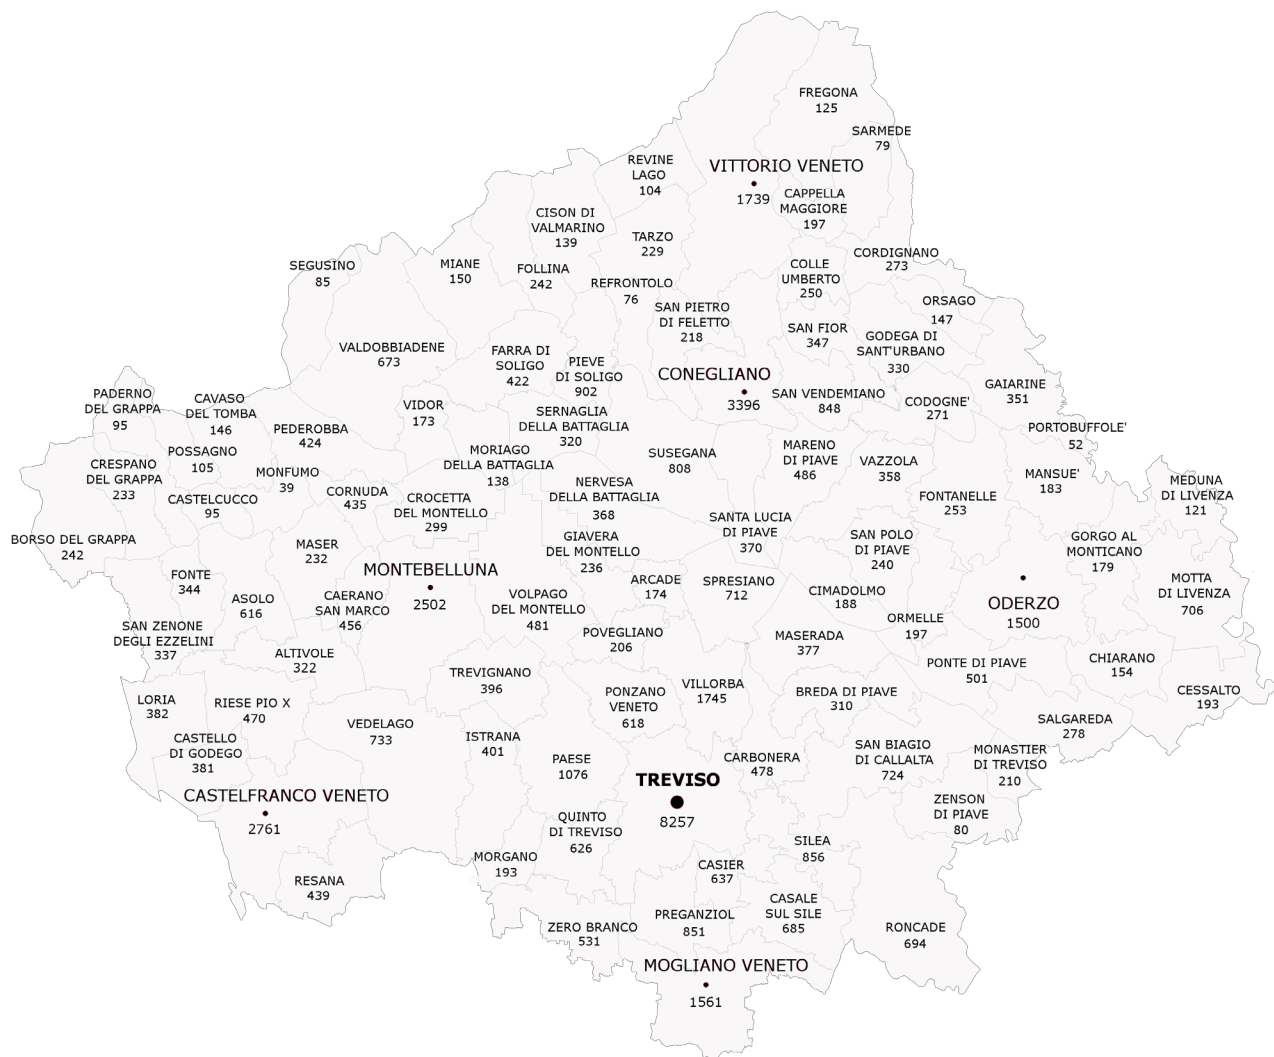 FREGONA
125
SARMEDE
79
REVINE
LAGO
104
VITTORIO VENETO
1739
CAPPELLA
MAGGIORE
197
CISON DI
VALMARINO
139
TARZO
229
CORDIGNANO
273
SEGUSINO
85
MIANE
150
FOLLINA
242
REFRONTOLO
76
COLLE
UMBERTO
250
ORSAGO
147
SAN PIETRO
DI FELETTO
218
SAN FIOR
347
GODEGA DI
SANT'URBANO
330
VALDOBBIADENE
673
FARRA DI
SOLIGO
422
PIEVE
DI SOLIGO
902
CONEGLIANO
3396
SAN VENDEMIANO
848
CODOGNE'
271
GAIARINE
351
PADERNO
DEL GRAPPA
95
CAVASO
DEL TOMBA
146
PEDEROBBA
424
VIDOR
173
SERNAGLIA
DELLA BATTAGLIA
320
PORTOBUFFOLE'
52
CRESPANO
DEL GRAPPA
233
POSSAGNO
105
MONFUMO
39
MORIAGO
DELLA BATTAGLIA
138
SUSEGANA
808
MARENO
DI PIAVE
486
VAZZOLA
358
MANSUE'
183
MEDUNA
DI LIVENZA
121
CASTELCUCCO
95
CORNUDA
435
CROCETTA
DEL MONTELLO
299
NERVESA
DELLA BATTAGLIA
368
FONTANELLE
253
BORSO DEL GRAPPA
242
MASER
232
GIAVERA
DEL MONTELLO
236
SANTA LUCIA
DI PIAVE
370
SAN POLO
DI PIAVE
240
GORGO AL
MONTICANO
179
FONTE
344
MONTEBELLUNA
2502
ARCADE
174
SPRESIANO
712
CIMADOLMO
188
ODERZO
1500
MOTTA
DI LIVENZA
706
ASOLO
616
CAERANO
SAN MARCO
456
VOLPAGO
DEL MONTELLO
481
ORMELLE
197
SAN ZENONE
DEGLI EZZELINI
337
ALTIVOLE
322
POVEGLIANO
206
MASERADA
377
PONTE DI PIAVE
501
CHIARANO
154
TREVIGNANO
396
VILLORBA
1745
BREDA DI PIAVE
310
CESSALTO
193
LORIA
382
RIESE PIO X
470
PONZANO
VENETO
618
VEDELAGO
733
SALGAREDA
278
CASTELLO
DI GODEGO
381
ISTRANA
401
PAESE
1076
CARBONERA
478
SAN BIAGIO
DI CALLALTA
724
MONASTIER
DI TREVISO
210
CASTELFRANCO VENETO
2761
TREVISO
8257
ZENSON
DI PIAVE
80
QUINTO
DI TREVISO
626
SILEA
856
MORGANO
193
CASIER
637
RESANA
439
CASALE
SUL SILE
685
PREGANZIOL
851
ZERO BRANCO
531
RONCADE
694
MOGLIANO VENETO
1561